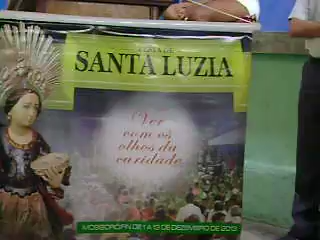 FESTA DE
SANTA LUZIA
Ver
com os
olhos da
caridade
MOSSORÓ/RN DE 1 A 13 DE DEZEMBRO DE 2013